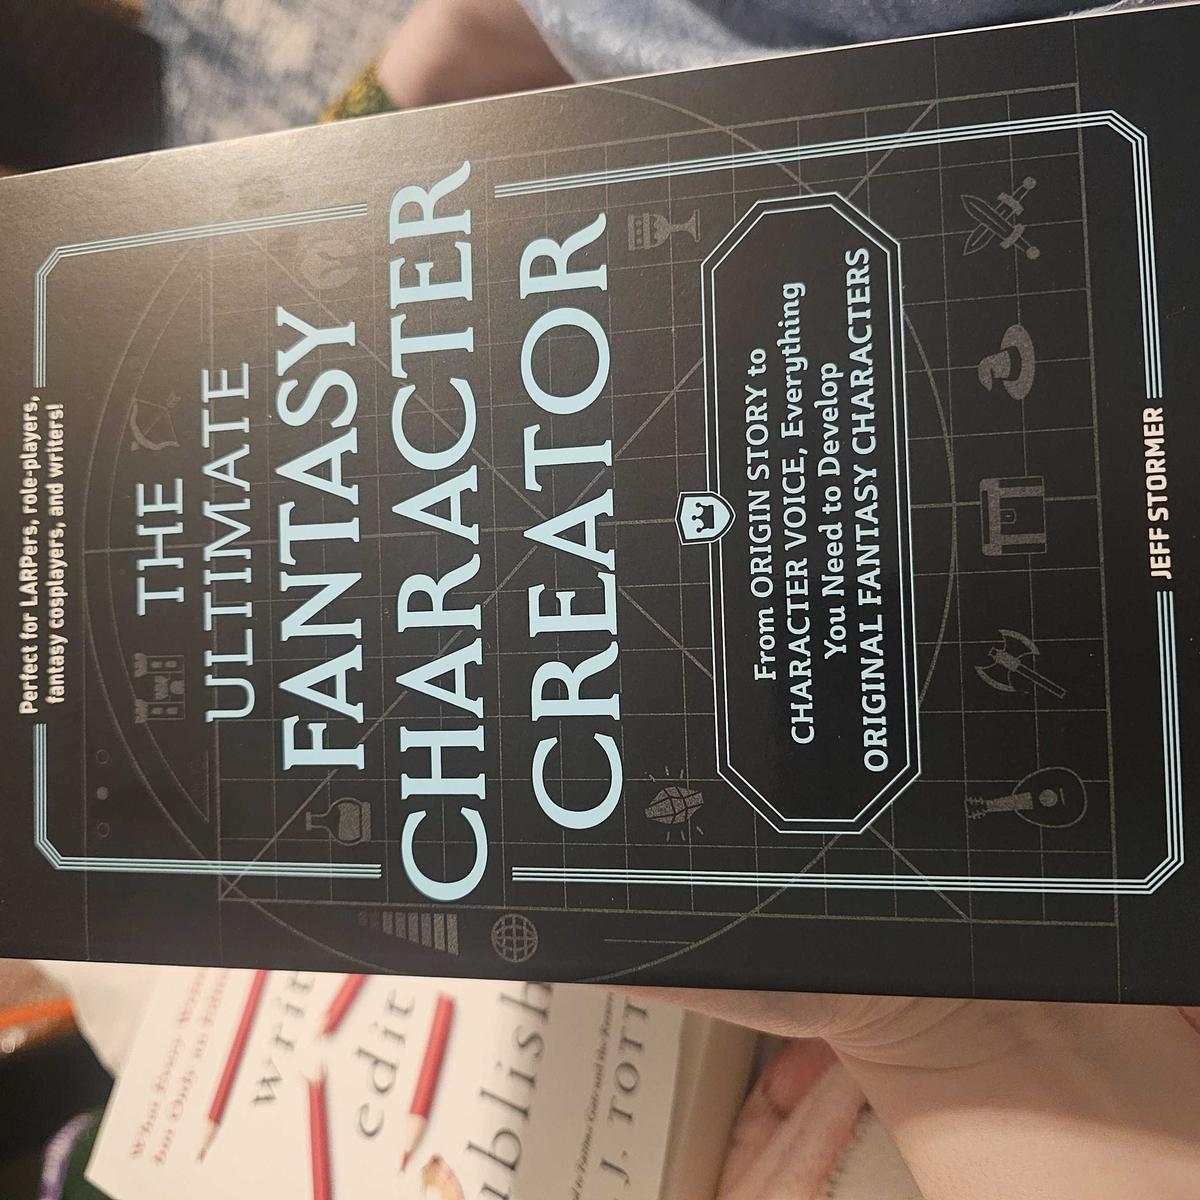 Perfect for LARPers, role-players,
fantasy cosplayers, and writers!
THE
ULTIMATE
FANTASY
CHARACTER
CREATOR
From ORIGIN STORY to
CHARACTER VOICE, Everything
You Need to Develop
ORIGINAL FANTASY CHARACTERS
JEFF STORMER
edit
J. TOTT